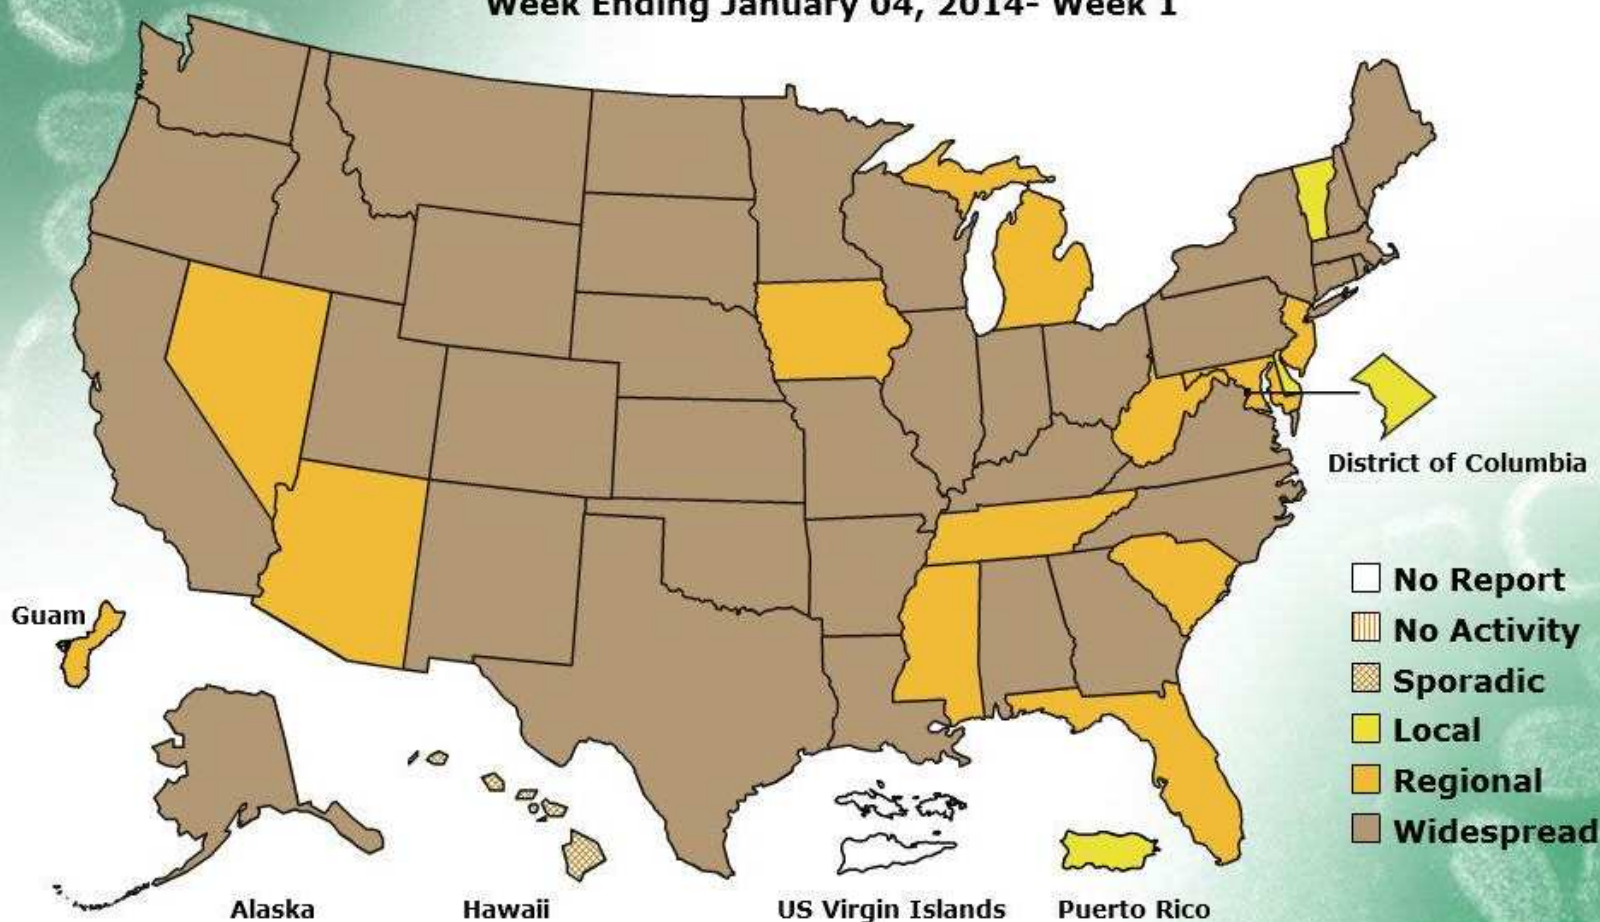 Week Ending January 04, 2014- Week 1
District of Columbia
No Report
No Activity
Guam
Sporadic
Local
Regional
Widespread
Alaska
Hawaii
US Virgin Islands
Puerto Rico